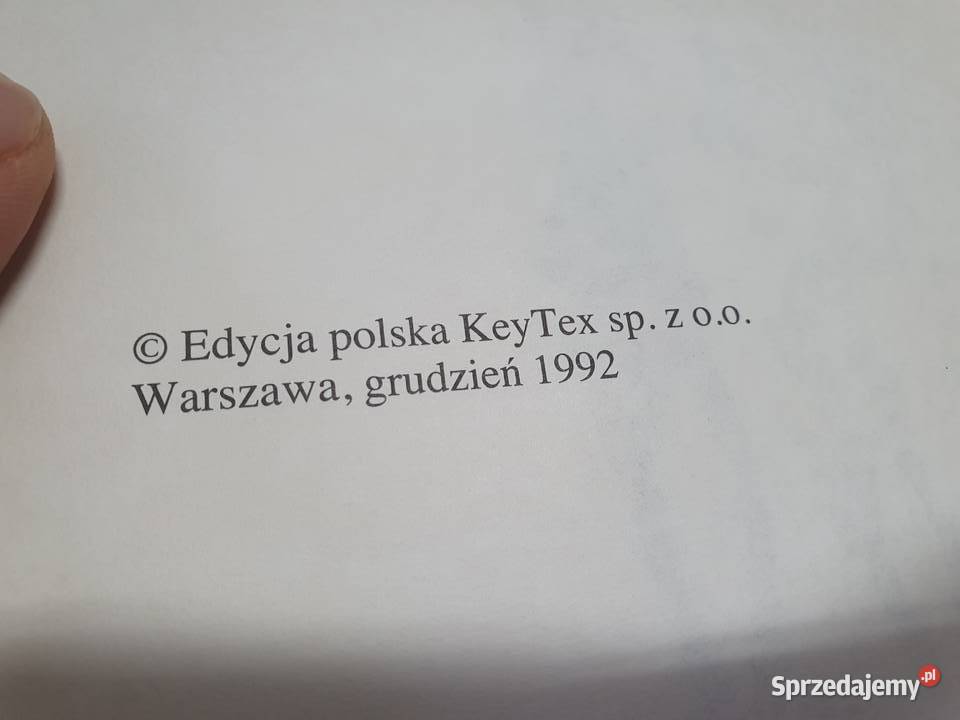 © Edycja polska KeyTex sp. z o.o.
Warszawa, grudzień 1992
Sprzedajemy.pl